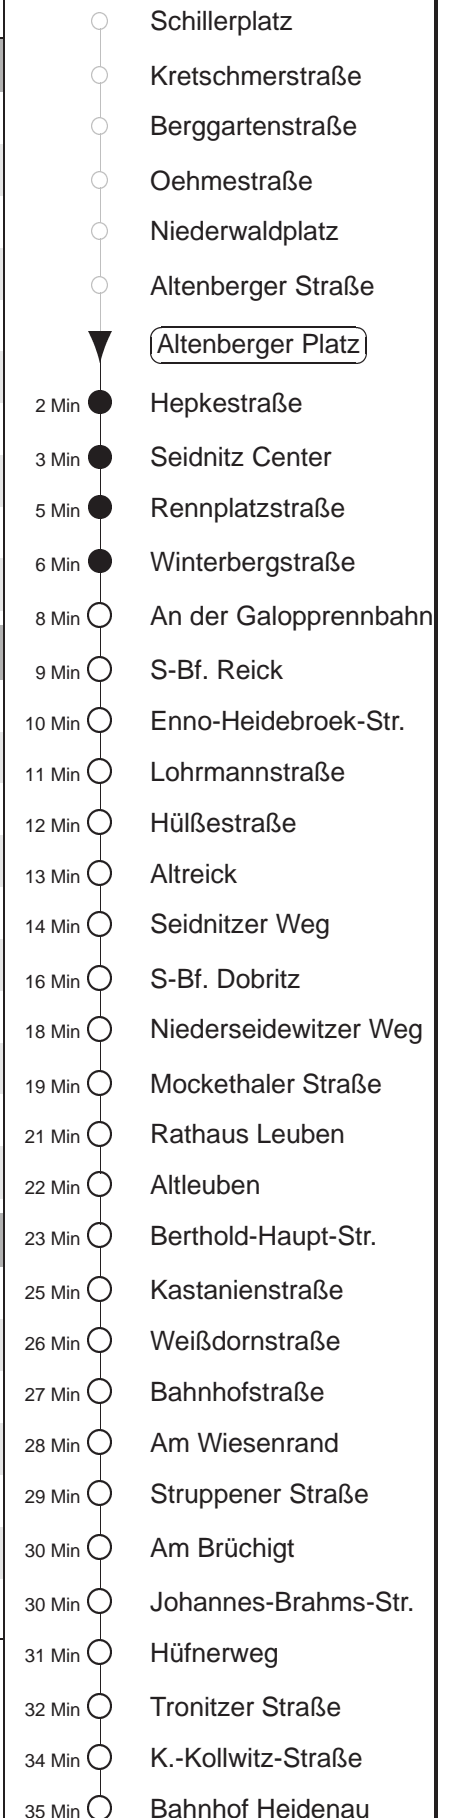 Schillerplatz
Kretschmerstraße
Berggartenstraße
Oehmestraße
Niederwaldplatz
Altenberger Straße
Altenberger Platz
2 Min Hepkestraße
3 Min Seidnitz Center
5 Min Rennplatzstraße
6 Min Winterbergstraße
8 Min An der Galopprennbahn
9 Min S-Bf. Reick
10 Min Enno-Heidebroek-Str.
11 Min Lohrmannstraße
12 Min Hülßestraße
13 Min Altreick
14 Min Seidnitzer Weg
16 Min S-Bf. Dobritz
18 Min Niederseidewitzer Weg
19 Min Mockethaler Straße
21 Min Rathaus Leuben
22 Min Altleuben
23 Min Berthold-Haupt-Str.
25 Min Kastanienstraße
26 Min Weißdornstraße
27 Min Bahnhofstraße
28 Min Am Wiesenrand
29 Min Struppener Straße
30 Min Am Brüchigt
30 Min Johannes-Brahms-Str.
31 Min Hüfnerweg
32 Min Tronitzer Straße
34 Min K.-Kollwitz-Straße
35 Min Bahnhof Heidenau